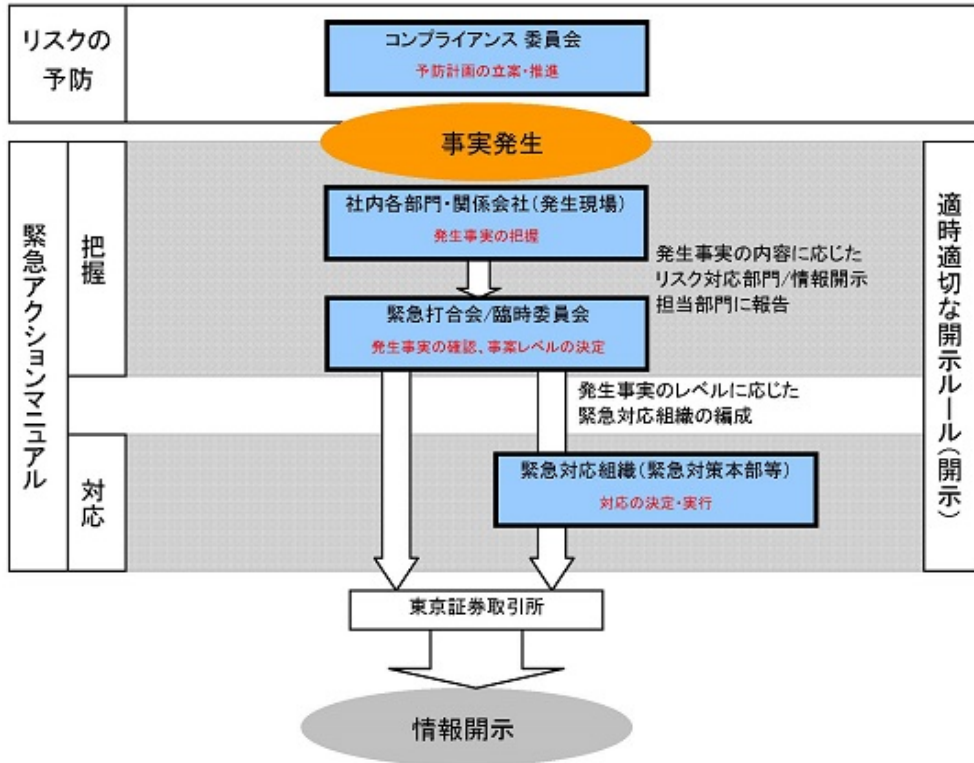 リスクの
予防
コンプライアンス 委員会
予防計画の立案・推進
事実発生
緊急アクションマニュアル
把握
社内各部門・関係会社(発生現場)
発生事実の把握
発生事実の内容に応じた
リスク対応部門/情報開示
担当部門に報告
緊急打合会/臨時委員会
発生事実の確認、事案レベルの決定
発生事実のレベルに応じた
緊急対応組織の編成
対応
緊急対応組織(緊急対策本部等)
対応の決定・実行
適時適切な開示ルール(開示)
東京証券取引所
情報開示